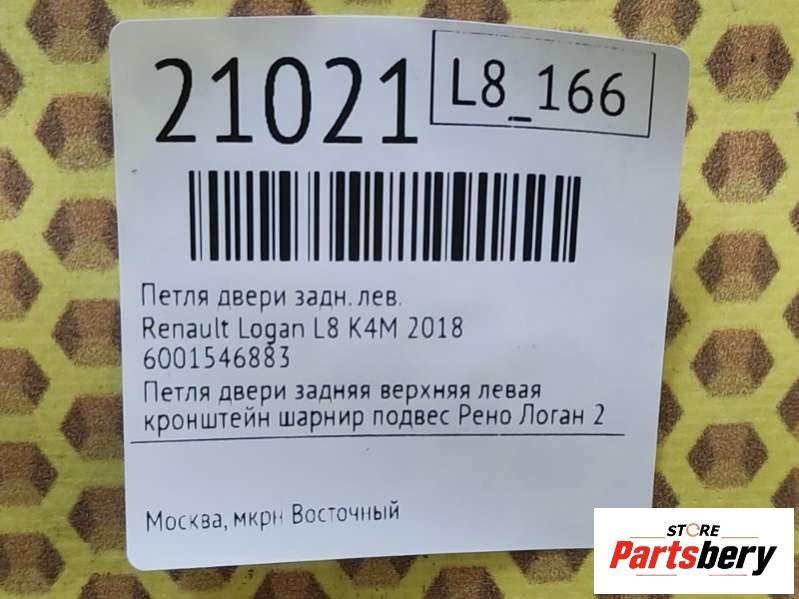 21021
L8_166
Петля двери задн. лев.
Renault Logan L8 K4M 2018
6001546883
Петля двери задняя верхняя левая
кронштейн шарнир подвес Рено Логан 2
Москва, мкрн Восточный
STORE
Partsbery